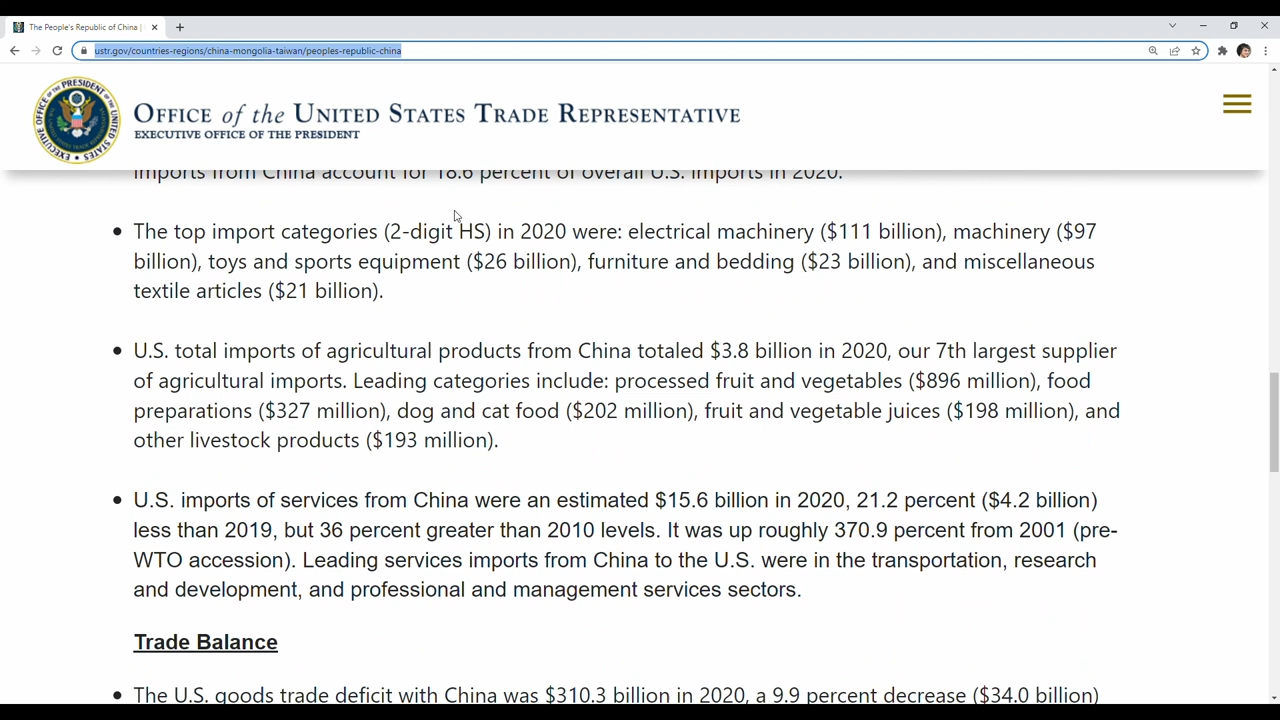 The People's Republic of China |
ustr.gov/countries-regions/china-mongolia-taiwan/peoples-republic-china
OFFICE of the UNITED STATES TRADE REPRESENTATIVE
EXECUTIVE OFFICE OF THE PRESIDENT
imports from China account for 18.6 percent of overall U.S. imports in 2020.
• The top import categories (2-digit HS) in 2020 were: electrical machinery ($111 billion), machinery ($97
billion), toys and sports equipment ($26 billion), furniture and bedding ($23 billion), and miscellaneous
textile articles ($21 billion).
• U.S. total imports of agricultural products from China totaled $3.8 billion in 2020, our 7th largest supplier
of agricultural imports. Leading categories include: processed fruit and vegetables ($896 million), food
preparations ($327 million), dog and cat food ($202 million), fruit and vegetable juices ($198 million), and
other livestock products ($193 million).
• U.S. imports of services from China were an estimated $15.6 billion in 2020, 21.2 percent ($4.2 billion)
less than 2019, but 36 percent greater than 2010 levels. It was up roughly 370.9 percent from 2001 (pre-
WTO accession). Leading services imports from China to the U.S. were in the transportation, research
and development, and professional and management services sectors.
Trade Balance
• The U.S. goods trade deficit with China was $310.3 billion in 2020, a 9.9 percent decrease ($34.0 billion)